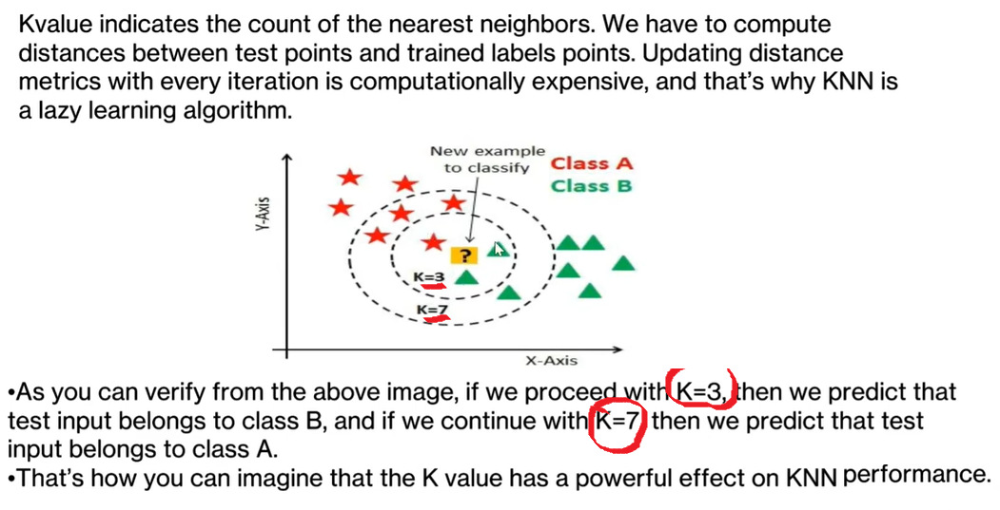 Kvalue indicates the count of the nearest neighbors. We have to compute
distances between test points and trained labels points. Updating distance
metrics with every iteration is computationally expensive, and that’s why KNN is
a lazy learning algorithm.
New example
to classify
Class A
Class B
Y-Axis
?
K=3
K=7
X-Axis
•As you can verify from the above image, if we proceed with K=3, then we predict that
test input belongs to class B, and if we continue with K=7 then we predict that test
input belongs to class A.
•That’s how you can imagine that the K value has a powerful effect on KNN performance.